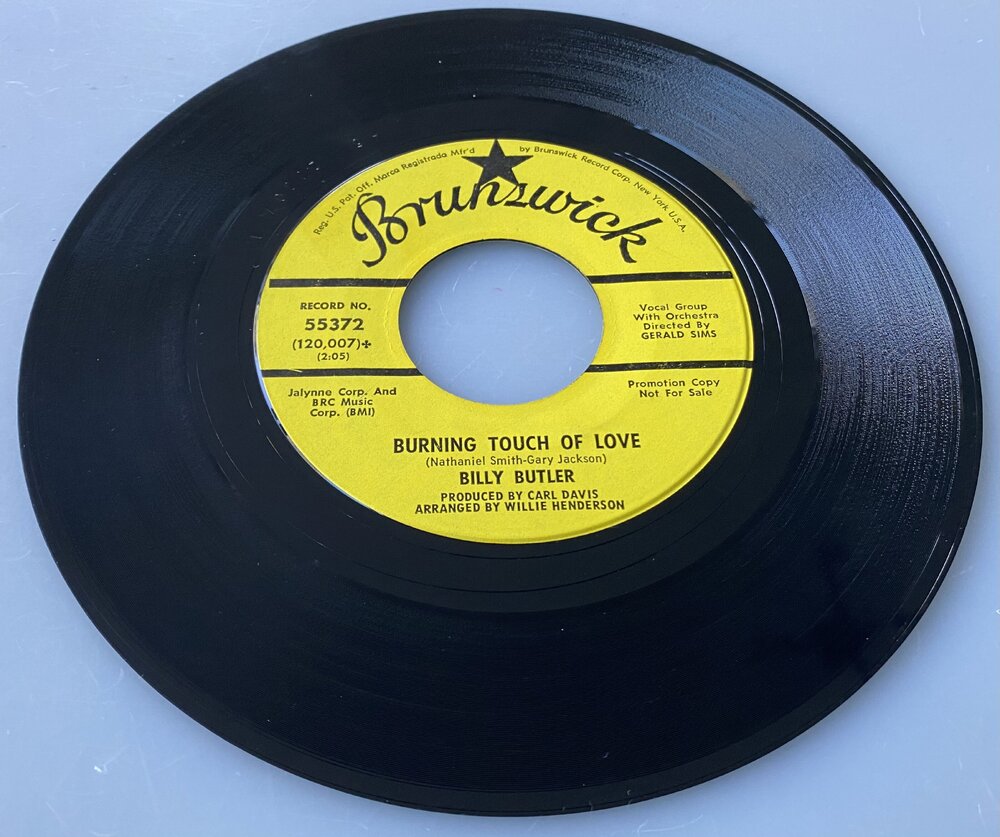 Reg. U.S. Pat. Off. Marca Registrada Mfr'd by Brunswick Record Corp. New York U.S.A.
Brunswick
RECORD NO.
55372
(120,007)✤
(2:05)
Vocal Group
With Orchestra
Directed By
GERALD SIMS
Jalynne Corp. And
BRC Music
Corp. (BMI)
Promotion Copy
Not For Sale
BURNING TOUCH OF LOVE
(Nathaniel Smith-Gary Jackson)
BILLY BUTLER
PRODUCED BY CARL DAVIS
ARRANGED BY WILLIE HENDERSON